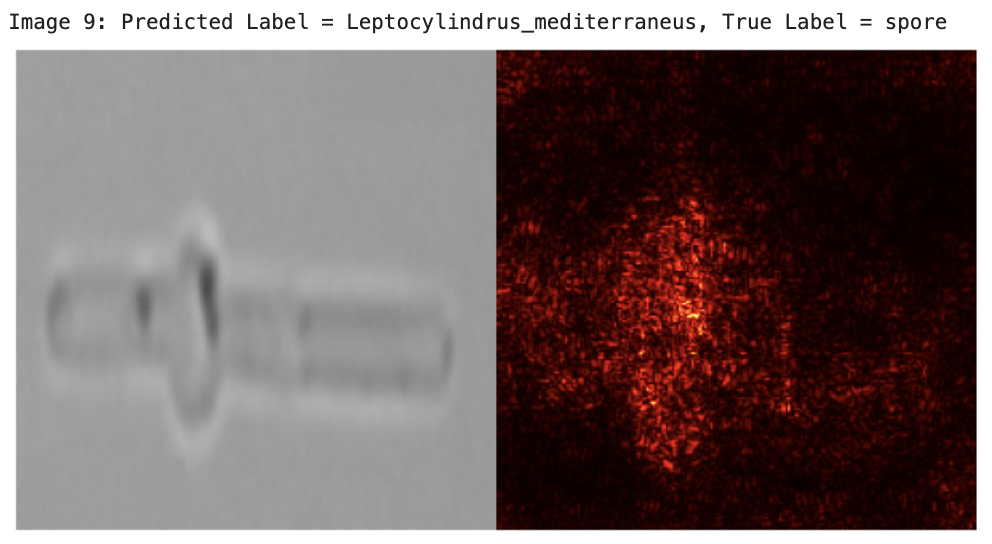 Image 9: Predicted Label = Leptocylindrus_mediterraneus, True Label = spore